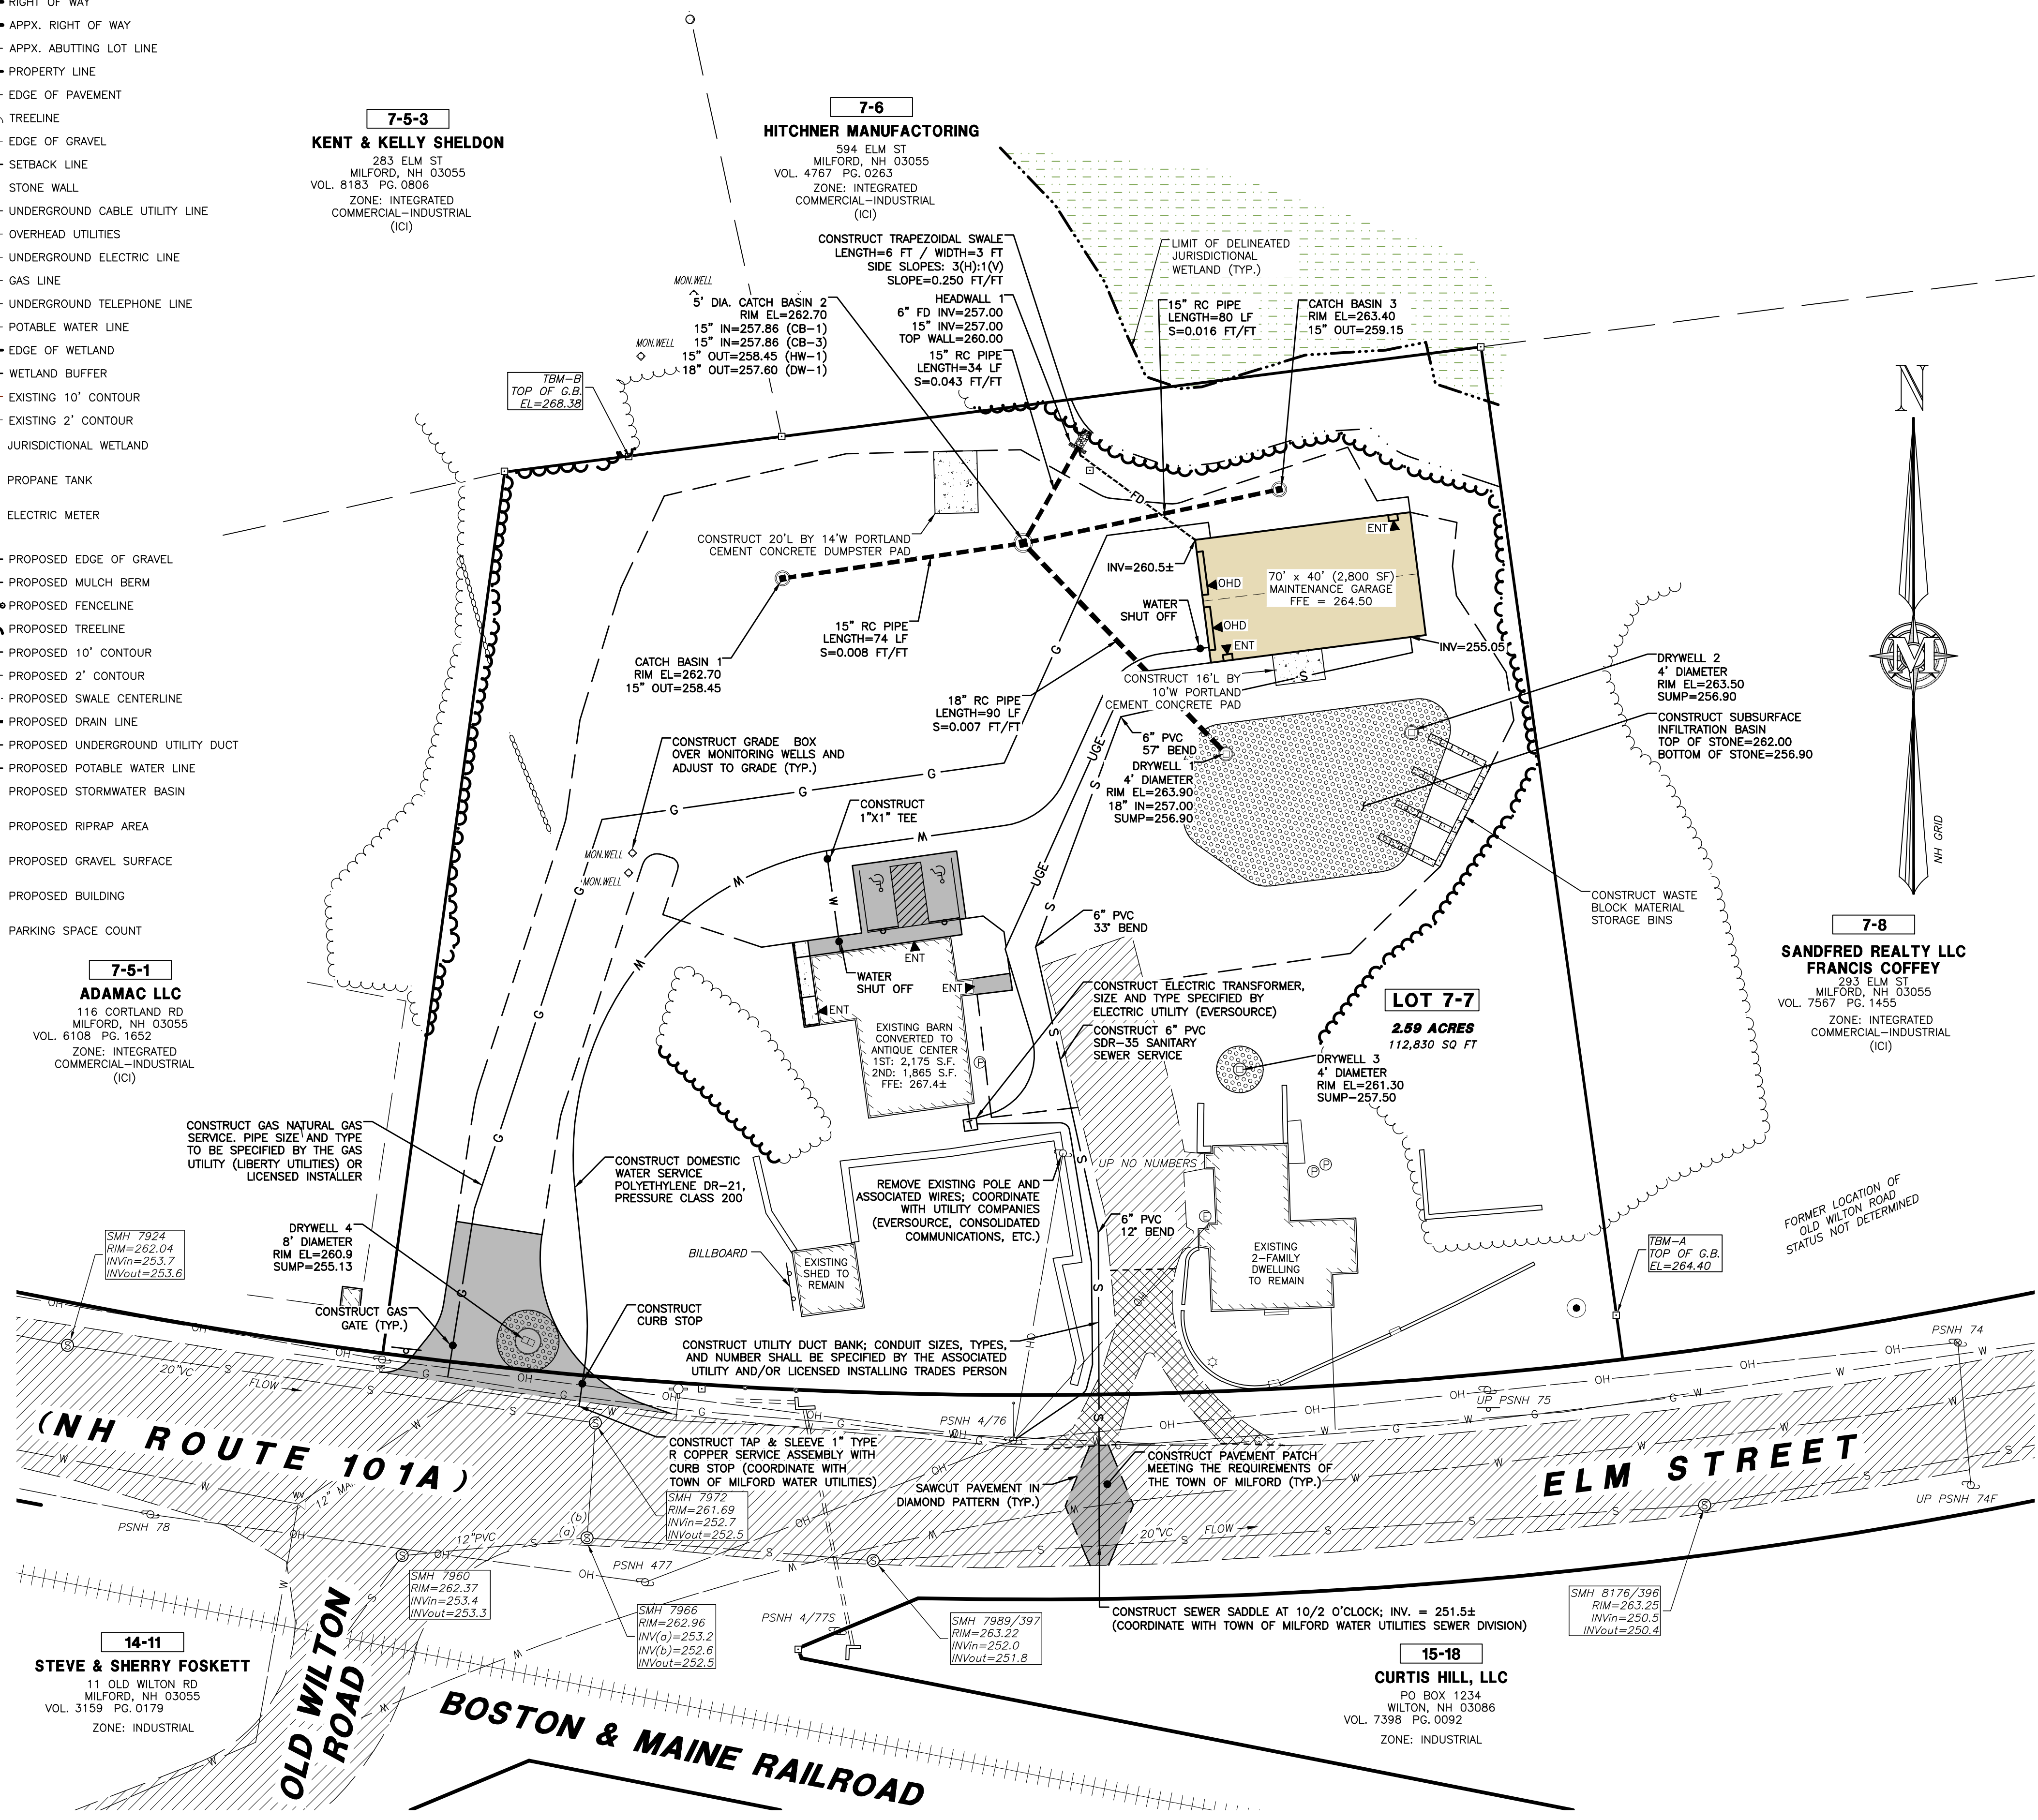 RIGHT OF WAY
APPX. RIGHT OF WAY
APPX. ABUTTING LOT LINE
PROPERTY LINE
EDGE OF PAVEMENT
TREELINE
EDGE OF GRAVEL
SETBACK LINE
STONE WALL
UNDERGROUND CABLE UTILITY LINE
OVERHEAD UTILITIES
UNDERGROUND ELECTRIC LINE
GAS LINE
UNDERGROUND TELEPHONE LINE
POTABLE WATER LINE
EDGE OF WETLAND
WETLAND BUFFER
EXISTING 10' CONTOUR
EXISTING 2' CONTOUR
JURISDICTIONAL WETLAND
PROPANE TANK
ELECTRIC METER
PROPOSED EDGE OF GRAVEL
PROPOSED MULCH BERM
PROPOSED FENCELINE
PROPOSED TREELINE
PROPOSED 10' CONTOUR
PROPOSED 2' CONTOUR
PROPOSED SWALE CENTERLINE
PROPOSED DRAIN LINE
PROPOSED UNDERGROUND UTILITY DUCT
PROPOSED POTABLE WATER LINE
PROPOSED STORMWATER BASIN
PROPOSED RIPRAP AREA
PROPOSED GRAVEL SURFACE
PROPOSED BUILDING
PARKING SPACE COUNT
7-5-3
KENT & KELLY SHELDON
283 ELM ST
MILFORD, NH 03055
VOL. 8183 PG. 0806
ZONE: INTEGRATED
COMMERCIAL-INDUSTRIAL
(ICI)
7-6
HITCHNER MANUFACTORING
594 ELM ST
MILFORD, NH 03055
VOL. 4767 PG. 0263
ZONE: INTEGRATED
COMMERCIAL-INDUSTRIAL
(ICI)
CONSTRUCT TRAPEZOIDAL SWALE
LENGTH=6 FT / WIDTH=3 FT
SIDE SLOPES: 3(H):1(V)
SLOPE=0.250 FT/FT
LIMIT OF DELINEATED
JURISDICTIONAL
WETLAND (TYP.)
MON.WELL
5' DIA. CATCH BASIN 2
RIM EL=262.70
15" IN=257.86 (CB-1)
15" IN=257.86 (CB-3)
15" OUT=258.45 (HW-1)
18" OUT=257.60 (DW-1)
MON.WELL
HEADWALL 1
6" FD INV=257.00
15" INV=257.00
TOP WALL=260.00
15" RC PIPE
LENGTH=34 LF
S=0.043 FT/FT
15" RC PIPE
LENGTH=80 LF
S=0.016 FT/FT
CATCH BASIN 3
RIM EL=263.40
15" OUT=259.15
TBM-B
TOP OF G.B.
EL=268.38
N
NH GRID
FD
CONSTRUCT 20'L BY 14'W PORTLAND
CEMENT CONCRETE DUMPSTER PAD
INV=260.5±
ENT
OHD
70' x 40' (2,800 SF)
MAINTENANCE GARAGE
FFE = 264.50
WATER
SHUT OFF
OHD
ENT
INV=255.05
15" RC PIPE
LENGTH=74 LF
S=0.008 FT/FT
CATCH BASIN 1
RIM EL=262.70
15" OUT=258.45
G
CONSTRUCT 16'L BY
10'W PORTLAND
CEMENT CONCRETE PAD
S
18" RC PIPE
LENGTH=90 LF
S=0.007 FT/FT
DRYWELL 2
4' DIAMETER
RIM EL=263.50
SUMP=256.90
CONSTRUCT SUBSURFACE
INFILTRATION BASIN
TOP OF STONE=262.00
BOTTOM OF STONE=256.90
CONSTRUCT GRADE BOX
OVER MONITORING WELLS AND
ADJUST TO GRADE (TYP.)
6" PVC
57° BEND
DRYWELL 1
4' DIAMETER
RIM EL=263.90
18" IN=257.00
SUMP=256.90
UGE
S
G
G
G
CONSTRUCT
1"X1" TEE
W
MON.WELL
MON.WELL
W
W
G
UGE
S
CONSTRUCT WASTE
BLOCK MATERIAL
STORAGE BINS
6" PVC
33° BEND
7-8
SANDFRED REALTY LLC
FRANCIS COFFEY
293 ELM ST
MILFORD, NH 03055
VOL. 7567 PG. 1455
ZONE: INTEGRATED
COMMERCIAL-INDUSTRIAL
(ICI)
7-5-1
ADAMAC LLC
116 CORTLAND RD
MILFORD, NH 03055
VOL. 6108 PG. 1652
ZONE: INTEGRATED
COMMERCIAL-INDUSTRIAL
(ICI)
W
G
WATER
SHUT OFF
ENT
ENT
ENT
EXISTING BARN
CONVERTED TO
ANTIQUE CENTER
1ST: 2,175 S.F.
2ND: 1,865 S.F.
FFE: 267.4±
P
CONSTRUCT ELECTRIC TRANSFORMER,
SIZE AND TYPE SPECIFIED BY
ELECTRIC UTILITY (EVERSOURCE)
S
CONSTRUCT 6" PVC
SDR-35 SANITARY
SEWER SERVICE
LOT 7-7
2.59 ACRES
112,830 SQ FT
DRYWELL 3
4' DIAMETER
RIM EL=261.30
SUMP-257.50
T
CONSTRUCT GAS NATURAL GAS
SERVICE. PIPE SIZE AND TYPE
TO BE SPECIFIED BY THE GAS
UTILITY (LIBERTY UTILITIES) OR
LICENSED INSTALLER
G
CONSTRUCT DOMESTIC
WATER SERVICE
POLYETHYLENE DR-21,
PRESSURE CLASS 200
REMOVE EXISTING POLE AND
ASSOCIATED WIRES; COORDINATE
WITH UTILITY COMPANIES
(EVERSOURCE, CONSOLIDATED
COMMUNICATIONS, ETC.)
UP NO NUMBERS
S
P
P
E
6" PVC
12° BEND
EXISTING
2-FAMILY
DWELLING
TO REMAIN
FORMER LOCATION OF
OLD WILTON ROAD
STATUS NOT DETERMINED
TBM-A
TOP OF G.B.
EL=264.40
SMH 7924
RIM=262.04
INVin=253.7
INVout=253.6
DRYWELL 4
8' DIAMETER
RIM EL=260.9
SUMP=255.13
BILLBOARD
EXISTING
SHED TO
REMAIN
CONSTRUCT GAS
GATE (TYP.)
G
CONSTRUCT
CURB STOP
S
OH
OH
CONSTRUCT UTILITY DUCT BANK; CONDUIT SIZES, TYPES,
AND NUMBER SHALL BE SPECIFIED BY THE ASSOCIATED
UTILITY AND/OR LICENSED INSTALLING TRADES PERSON
OH
OH
OH
OH
20"VC
FLOW
S
G
W
PSNH 4/76
UP PSNH 75
PSNH 74
(NH ROUTE 101A)
CONSTRUCT TAP & SLEEVE 1" TYPE
R COPPER SERVICE ASSEMBLY WITH
CURB STOP (COORDINATE WITH
TOWN OF MILFORD WATER UTILITIES)
SAWCUT PAVEMENT IN
DIAMOND PATTERN (TYP.)
CONSTRUCT PAVEMENT PATCH
MEETING THE REQUIREMENTS OF
THE TOWN OF MILFORD (TYP.)
ELM STREET
UP PSNH 74F
SMH 7972
RIM=261.69
INVin=252.7
INVout=252.5
PSNH 78
WV
12"PVC
(b)
(a)
PSNH 477
20"VC
FLOW
SMH 7960
RIM=262.37
INVin=253.4
INVout=253.3
SMH 7966
RIM=262.96
INV(a)=253.2
INV(b)=252.6
INVout=252.5
PSNH 4/77S
SMH 7989/397
RIM=263.22
INVin=252.0
INVout=251.8
CONSTRUCT SEWER SADDLE AT 10/2 O'CLOCK; INV. = 251.5±
(COORDINATE WITH TOWN OF MILFORD WATER UTILITIES SEWER DIVISION)
SMH 8176/396
RIM=263.25
INVin=250.5
INVout=250.4
14-11
STEVE & SHERRY FOSKETT
11 OLD WILTON RD
MILFORD, NH 03055
VOL. 3159 PG. 0179
ZONE: INDUSTRIAL
OLD WILTON
ROAD
BOSTON & MAINE RAILROAD
15-18
CURTIS HILL, LLC
PO BOX 1234
WILTON, NH 03086
VOL. 7398 PG. 0092
ZONE: INDUSTRIAL